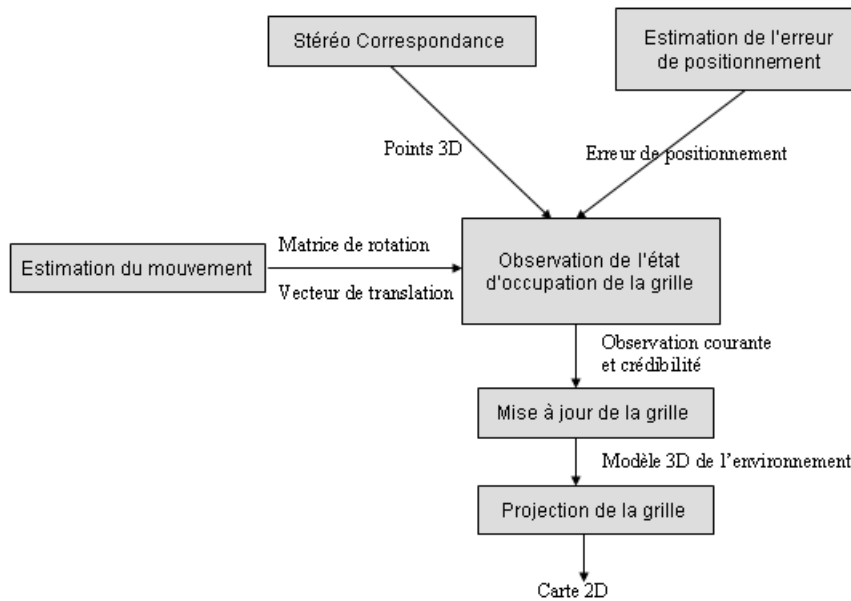 Stéréo Correspondance
Estimation de l'erreur
de positionnement
Points 3D
Erreur de positionnement
Estimation du mouvement
Matrice de rotation
Vecteur de translation
Observation de l'état
d'occupation de la grille
Observation courante
et crédibilité
Mise à jour de la grille
Modèle 3D de l'environnement
Projection de la grille
Carte 2D